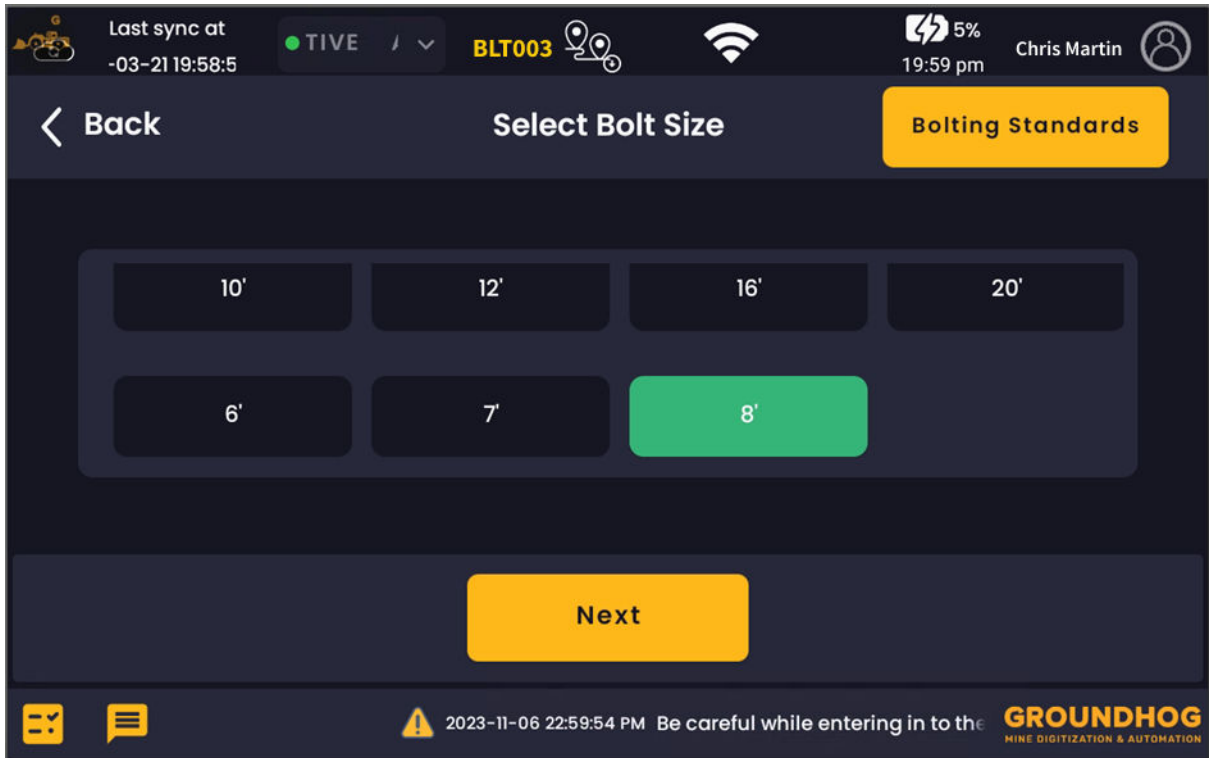 G
Last sync at
-03-21 19:58:5
TIVE
BLT003
5%
19:59 pm
Chris Martin
Back
Select Bolt Size
Bolting Standards
10' 12' 16' 20'
6' 7' 8'
Next
2023-11-06 22:59:54 PM Be careful while entering in to the
GROUNDHOG
MINE DIGITIZATION & AUTOMATION